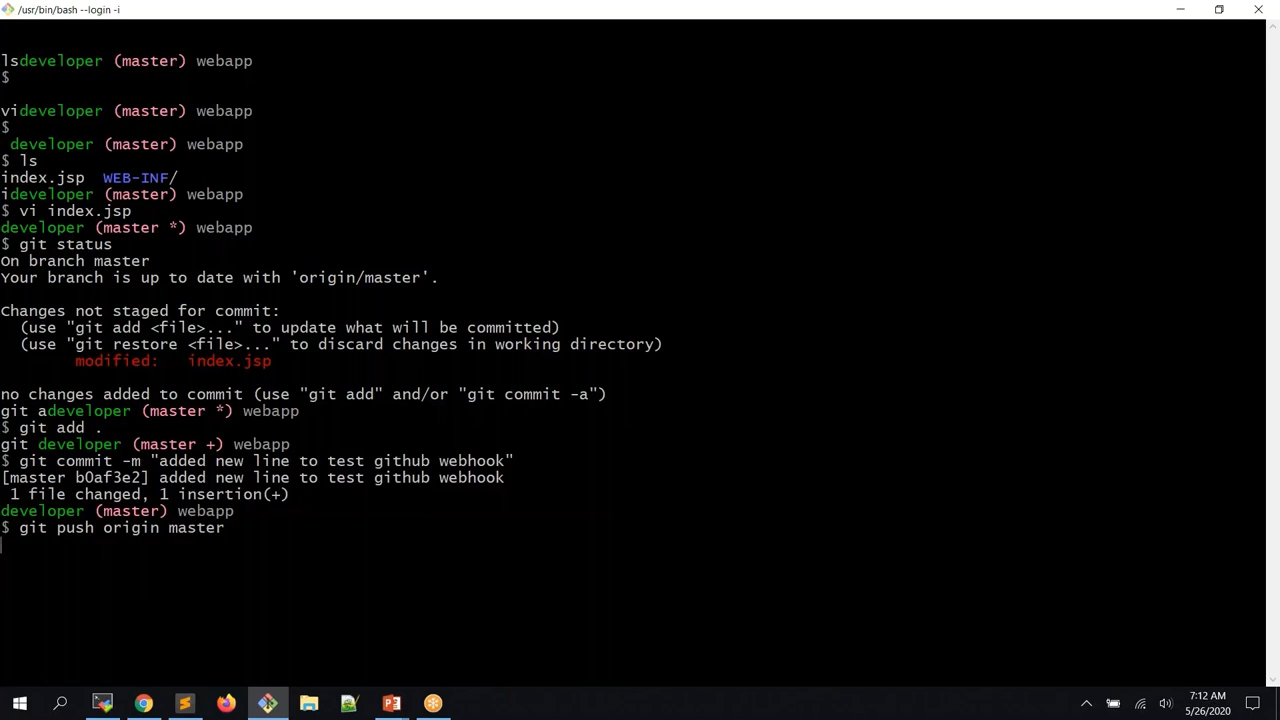 /usr/bin/bash --login -i
lsdeveloper (master) webapp
$
videveloper (master) webapp
$
developer (master) webapp
$ ls
index.jsp  WEB-INF/
ideveloper (master) webapp
$ vi index.jsp
developer (master *) webapp
$ git status
On branch master
Your branch is up to date with 'origin/master'.
Changes not staged for commit:
(use "git add <file>..." to update what will be committed)
(use "git restore <file>..." to discard changes in working directory)
modified:   index.jsp
no changes added to commit (use "git add" and/or "git commit -a")
git adeveloper (master *) webapp
$ git add .
git developer (master +) webapp
$ git commit -m "added new line to test github webhook"
[master b0af3e2] added new line to test github webhook
1 file changed, 1 insertion(+)
developer (master) webapp
$ git push origin master
7:12 AM
5/26/2020